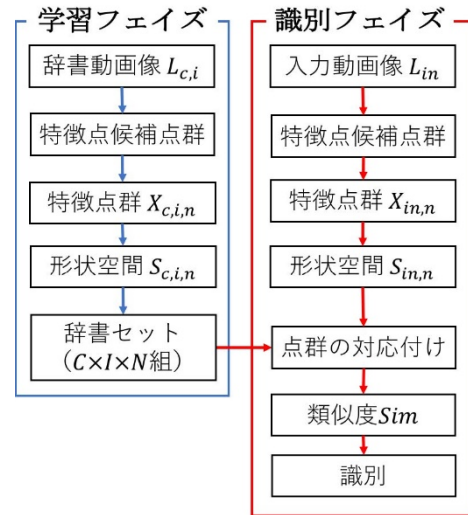 学習フェイズ
辞書動画像 L_{c,i}
特徴点候補点群
特徴点群 X_{c,i,n}
形状空間 S_{c,i,n}
辞書セット
（C×I×N組）
識別フェイズ
入力動画像 L_{in}
特徴点候補点群
特徴点群 X_{in,n}
形状空間 S_{in,n}
点群の対応付け
類似度Sim
識別